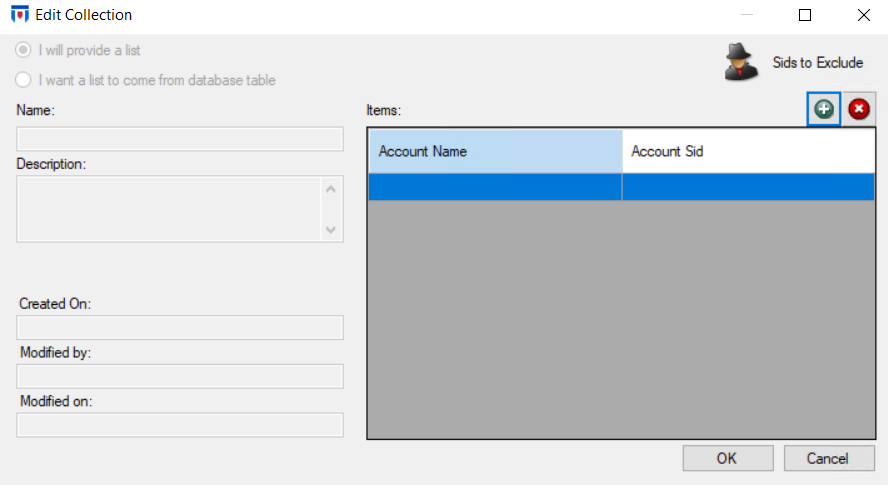 Edit Collection
I will provide a list
I want a list to come from database table
Sids to Exclude
Name:
Items:
Account Name
Account Sid
Description:
Created On:
Modified by:
Modified on:
OK
Cancel